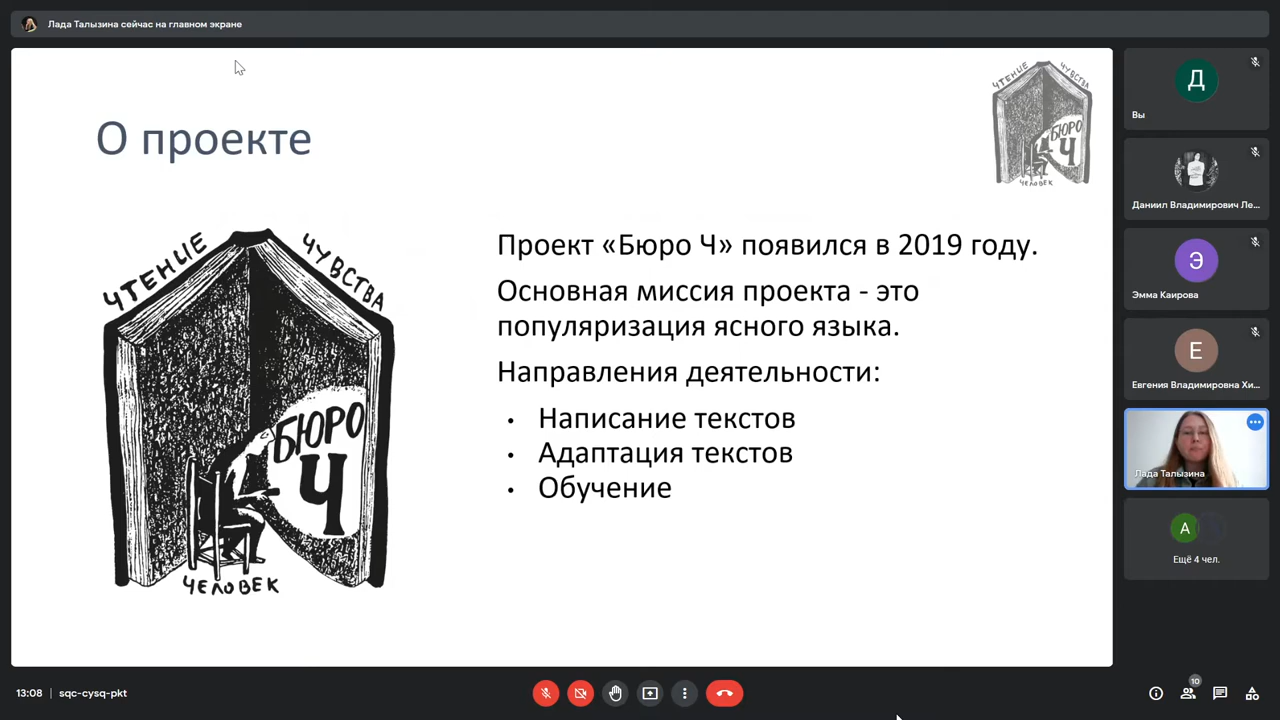 Лада Талызина сейчас на главном экране
О проекте
ЧТЕНИЕ
ЧУВСТВА
БЮРО
Ч
ЧЕЛОВЕК
ЧТЕНИЕ
ЧУВСТВА
БЮРО
Ч
ЧЕЛОВЕК
Проект «Бюро Ч» появился в 2019 году.
Основная миссия проекта - это
популяризация ясного языка.
Направления деятельности:
• Написание текстов
• Адаптация текстов
• Обучение
Д
Вы
Даниил Владимирович Ле...
Э
Эмма Каирова
Е
Евгения Владимировна Хи...
Лада Талызина
А
Ещё 4 чел.
13:08 | sqc-cysq-pkt
10